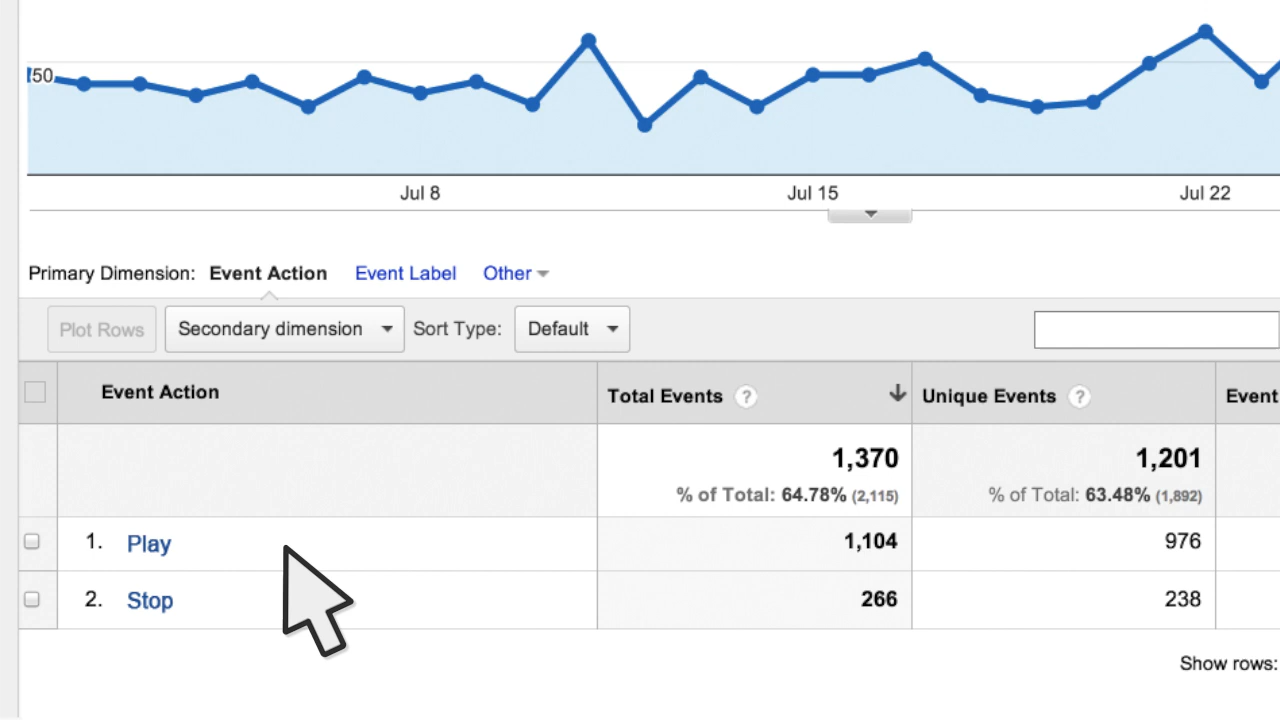 50
Jul 8 Jul 15 Jul 22
Primary Dimension: Event Action Event Label Other
Plot Rows Secondary dimension Sort Type: Default
Event Action Total Events ? Unique Events ? Event
1,370 1,201
% of Total: 64.78% (2,115) % of Total: 63.48% (1,892)
1. Play 1,104 976
2. Stop 266 238
Show rows: